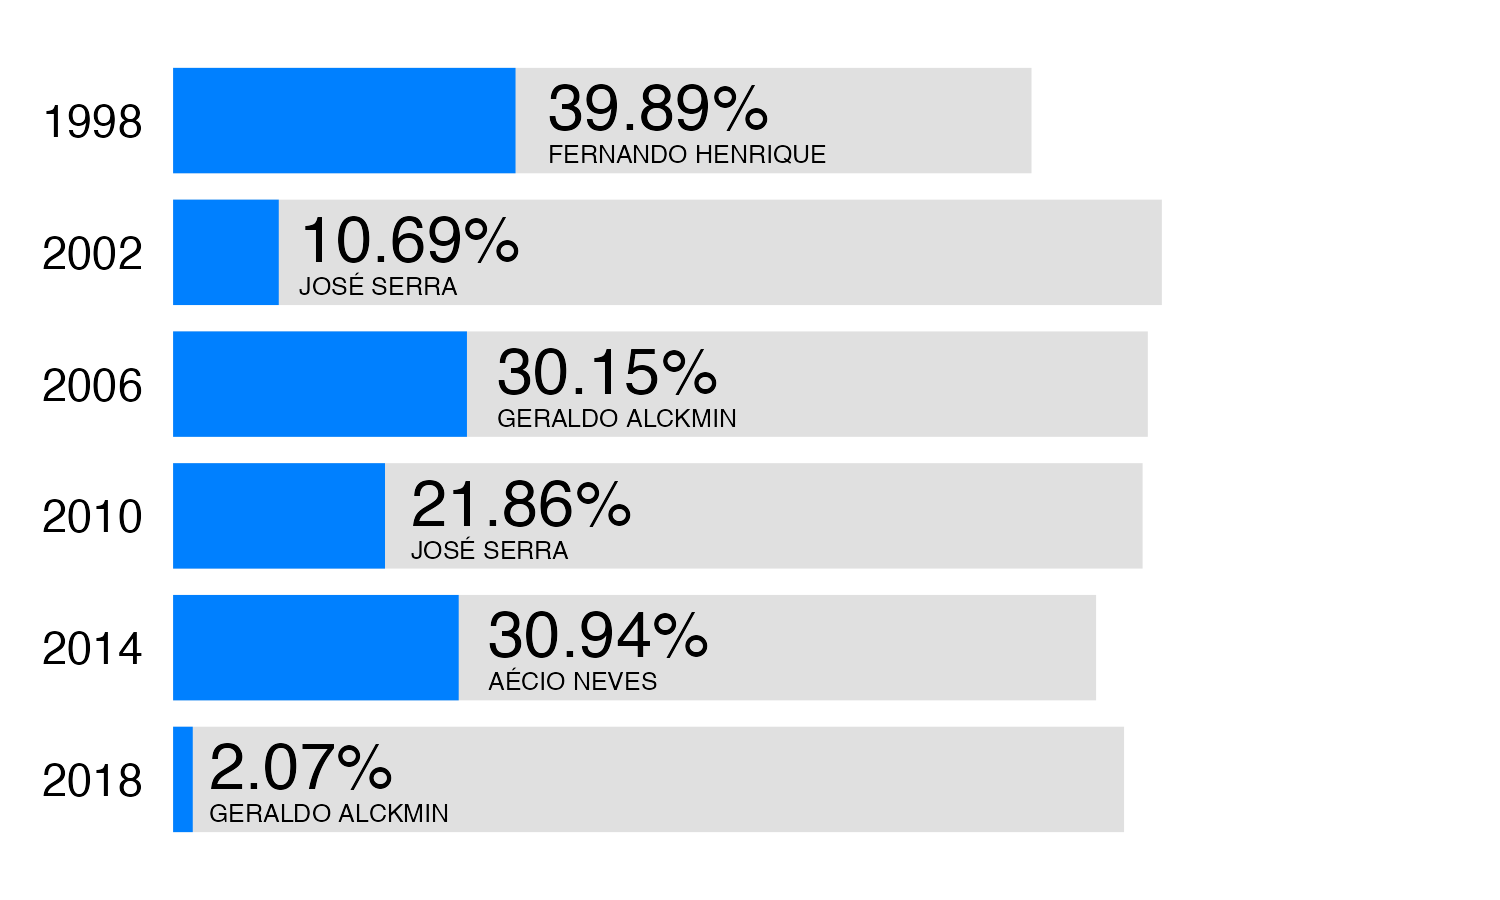 1998
39.89%
FERNANDO HENRIQUE
2002
10.69%
JOSÉ SERRA
2006
30.15%
GERALDO ALCKMIN
2010
21.86%
JOSÉ SERRA
2014
30.94%
AÉCIO NEVES
2018
2.07%
GERALDO ALCKMIN